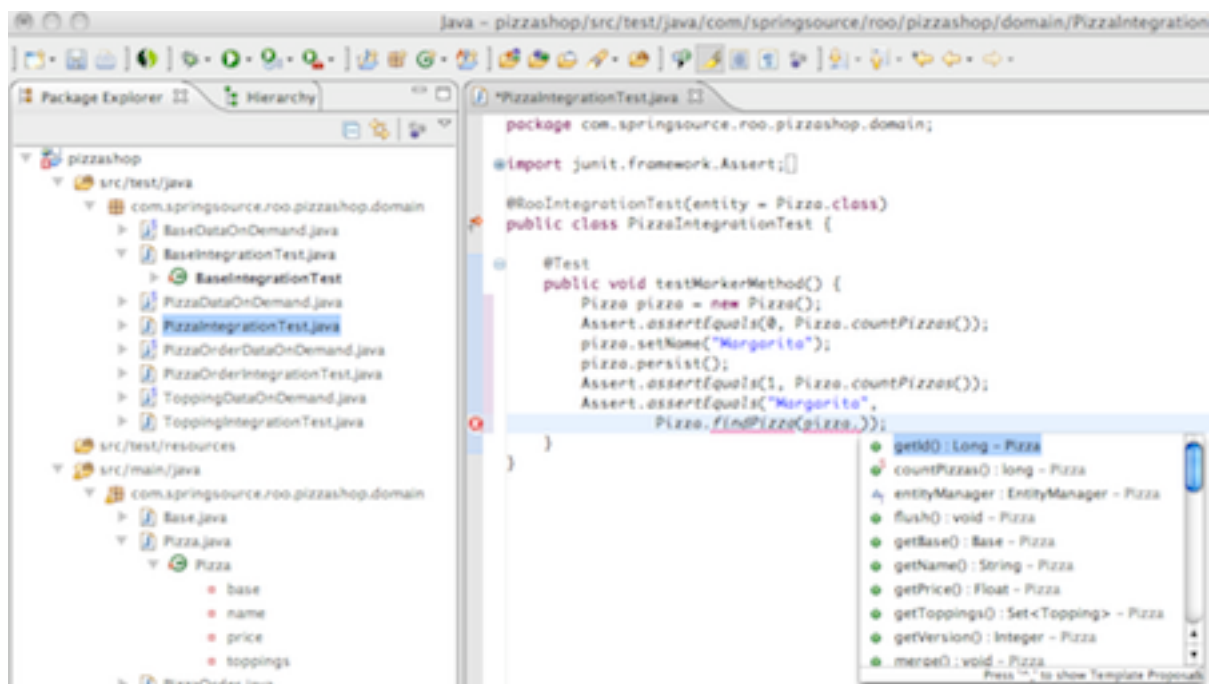 Java – pizzashop/src/test/java/com/springsource/roo/pizzashop/domain/PizzaIntegration
Package Explorer
Hierarchy
pizzashop
src/test/java
com.springsource.roo.pizzashop.domain
BaseDataOnDemand.java
BaseIntegrationTest.java
BaseIntegrationTest
PizzaDataOnDemand.java
PizzaIntegrationTest.java
PizzaOrderDataOnDemand.java
PizzaOrderIntegrationTest.java
ToppingDataOnDemand.java
ToppingIntegrationTest.java
src/test/resources
src/main/java
com.springsource.roo.pizzashop.domain
Base.java
Pizza.java
Pizza
base
name
price
toppings
PizzaOrder.java
*PizzaIntegrationTest.java
package com.springsource.roo.pizzashop.domain;
import junit.framework.Assert;
@RooIntegrationTest(entity = Pizza.class)
public class PizzaIntegrationTest {
@Test
public void testMarkerMethod() {
Pizza pizza = new Pizza();
Assert.assertEquals(0, Pizza.countPizzas());
pizza.setName("Margarita");
pizza.persist();
Assert.assertEquals(1, Pizza.countPizzas());
Assert.assertEquals("Margarita",
Pizza.findPizza(pizza.));
}
}
getId() : Long – Pizza
countPizzas() : long – Pizza
entityManager : EntityManager – Pizza
flush() : void – Pizza
getBase() : Base – Pizza
getName() : String – Pizza
getPrice() : Float – Pizza
getToppings() : Set<Topping> – Pizza
getVersion() : Integer – Pizza
merge() : void – Pizza
Press '^.' to show Template Proposals